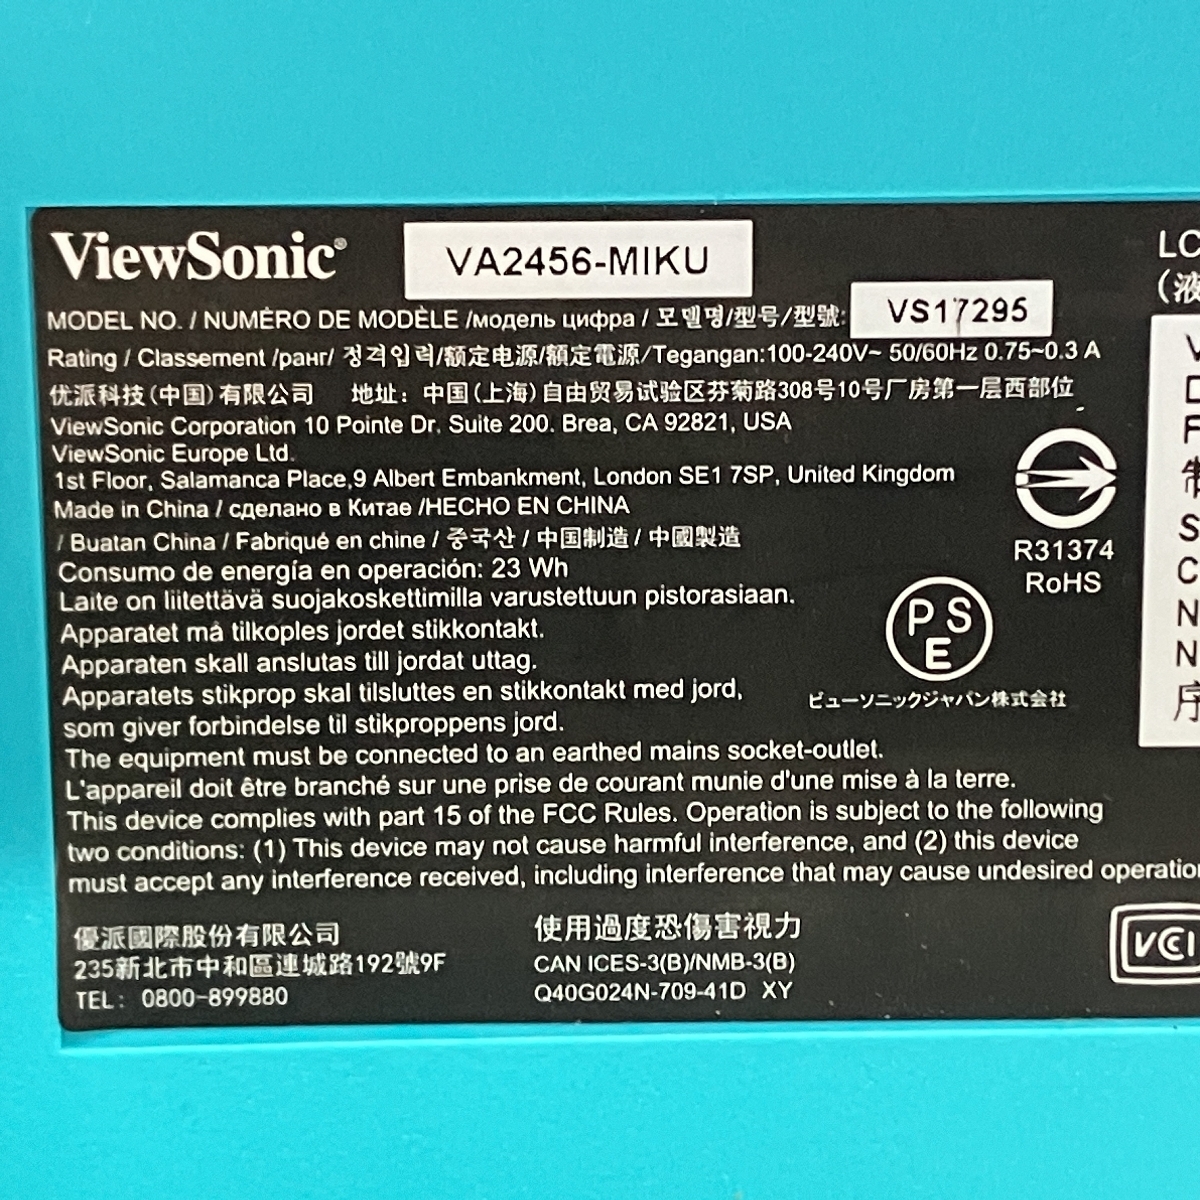 ViewSonic®
VA2456-MIKU
MODEL NO. / NUMÉRO DE MODÈLE /модель цифра / 모델명/型号/型號:
VS17295
Rating / Classement /ранг/ 정격입력/额定电源/額定電源/Tegangan:100-240V~ 50/60Hz 0.75~0.3 A
优派科技(中国)有限公司 地址: 中国(上海)自由贸易试验区芬菊路308号10号厂房第一层西部位
ViewSonic Corporation 10 Pointe Dr. Suite 200. Brea, CA 92821, USA
ViewSonic Europe Ltd.
1st Floor, Salamanca Place,9 Albert Embankment, London SE1 7SP, United Kingdom
Made in China / сделано в Китае /HECHO EN CHINA
/ Buatan China / Fabriqué en chine / 중국산 / 中国制造 / 中國製造
Consumo de energía en operación: 23 Wh
Laite on liitettävä suojakoskettimilla varustettuun pistorasiaan.
Apparatet må tilkoples jordet stikkontakt.
Apparaten skall anslutas till jordat uttag.
Apparatets stikprop skal tilsluttes en stikkontakt med jord,
som giver forbindelse til stikproppens jord.
The equipment must be connected to an earthed mains socket-outlet.
L'appareil doit être branché sur une prise de courant munie d'une mise à la terre.
This device complies with part 15 of the FCC Rules. Operation is subject to the following
two conditions: (1) This device may not cause harmful interference, and (2) this device
must accept any interference received, including interference that may cause undesired operatio
R31374
RoHS
PS
E
ビューソニックジャパン株式会社
優派國際股份有限公司
235新北市中和區連城路192號9F
TEL: 0800-899880
使用過度恐傷害視力
CAN ICES-3(B)/NMB-3(B)
Q40G024N-709-41D XY
VCCI
LC
(液
制
S
C
N
N
序